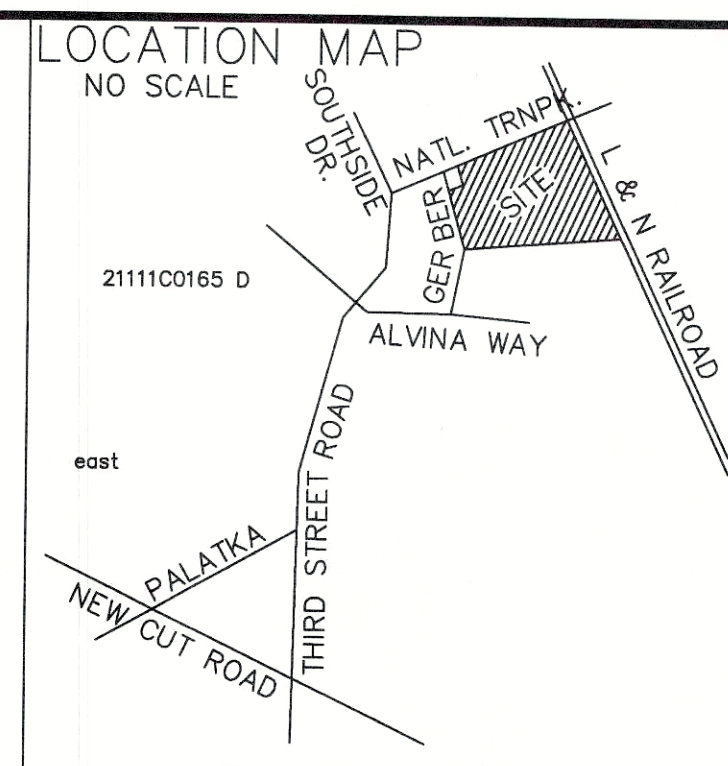 LOCATION MAP
NO SCALE
SOUTHSIDE
DR.
NATL. TRNPK.
L & N RAILROAD
SITE
GER BER
21111C0165 D
ALVINA WAY
east
THIRD STREET ROAD
PALATKA
NEW CUT ROAD